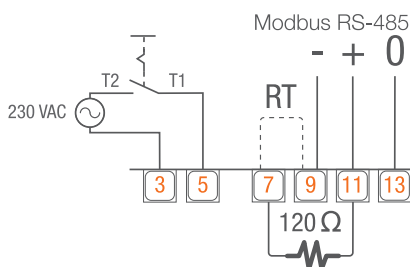 Modbus RS-485
- + 0
T2 T1
230 VAC
RT
3 5 7 9 11 13
120 Ω